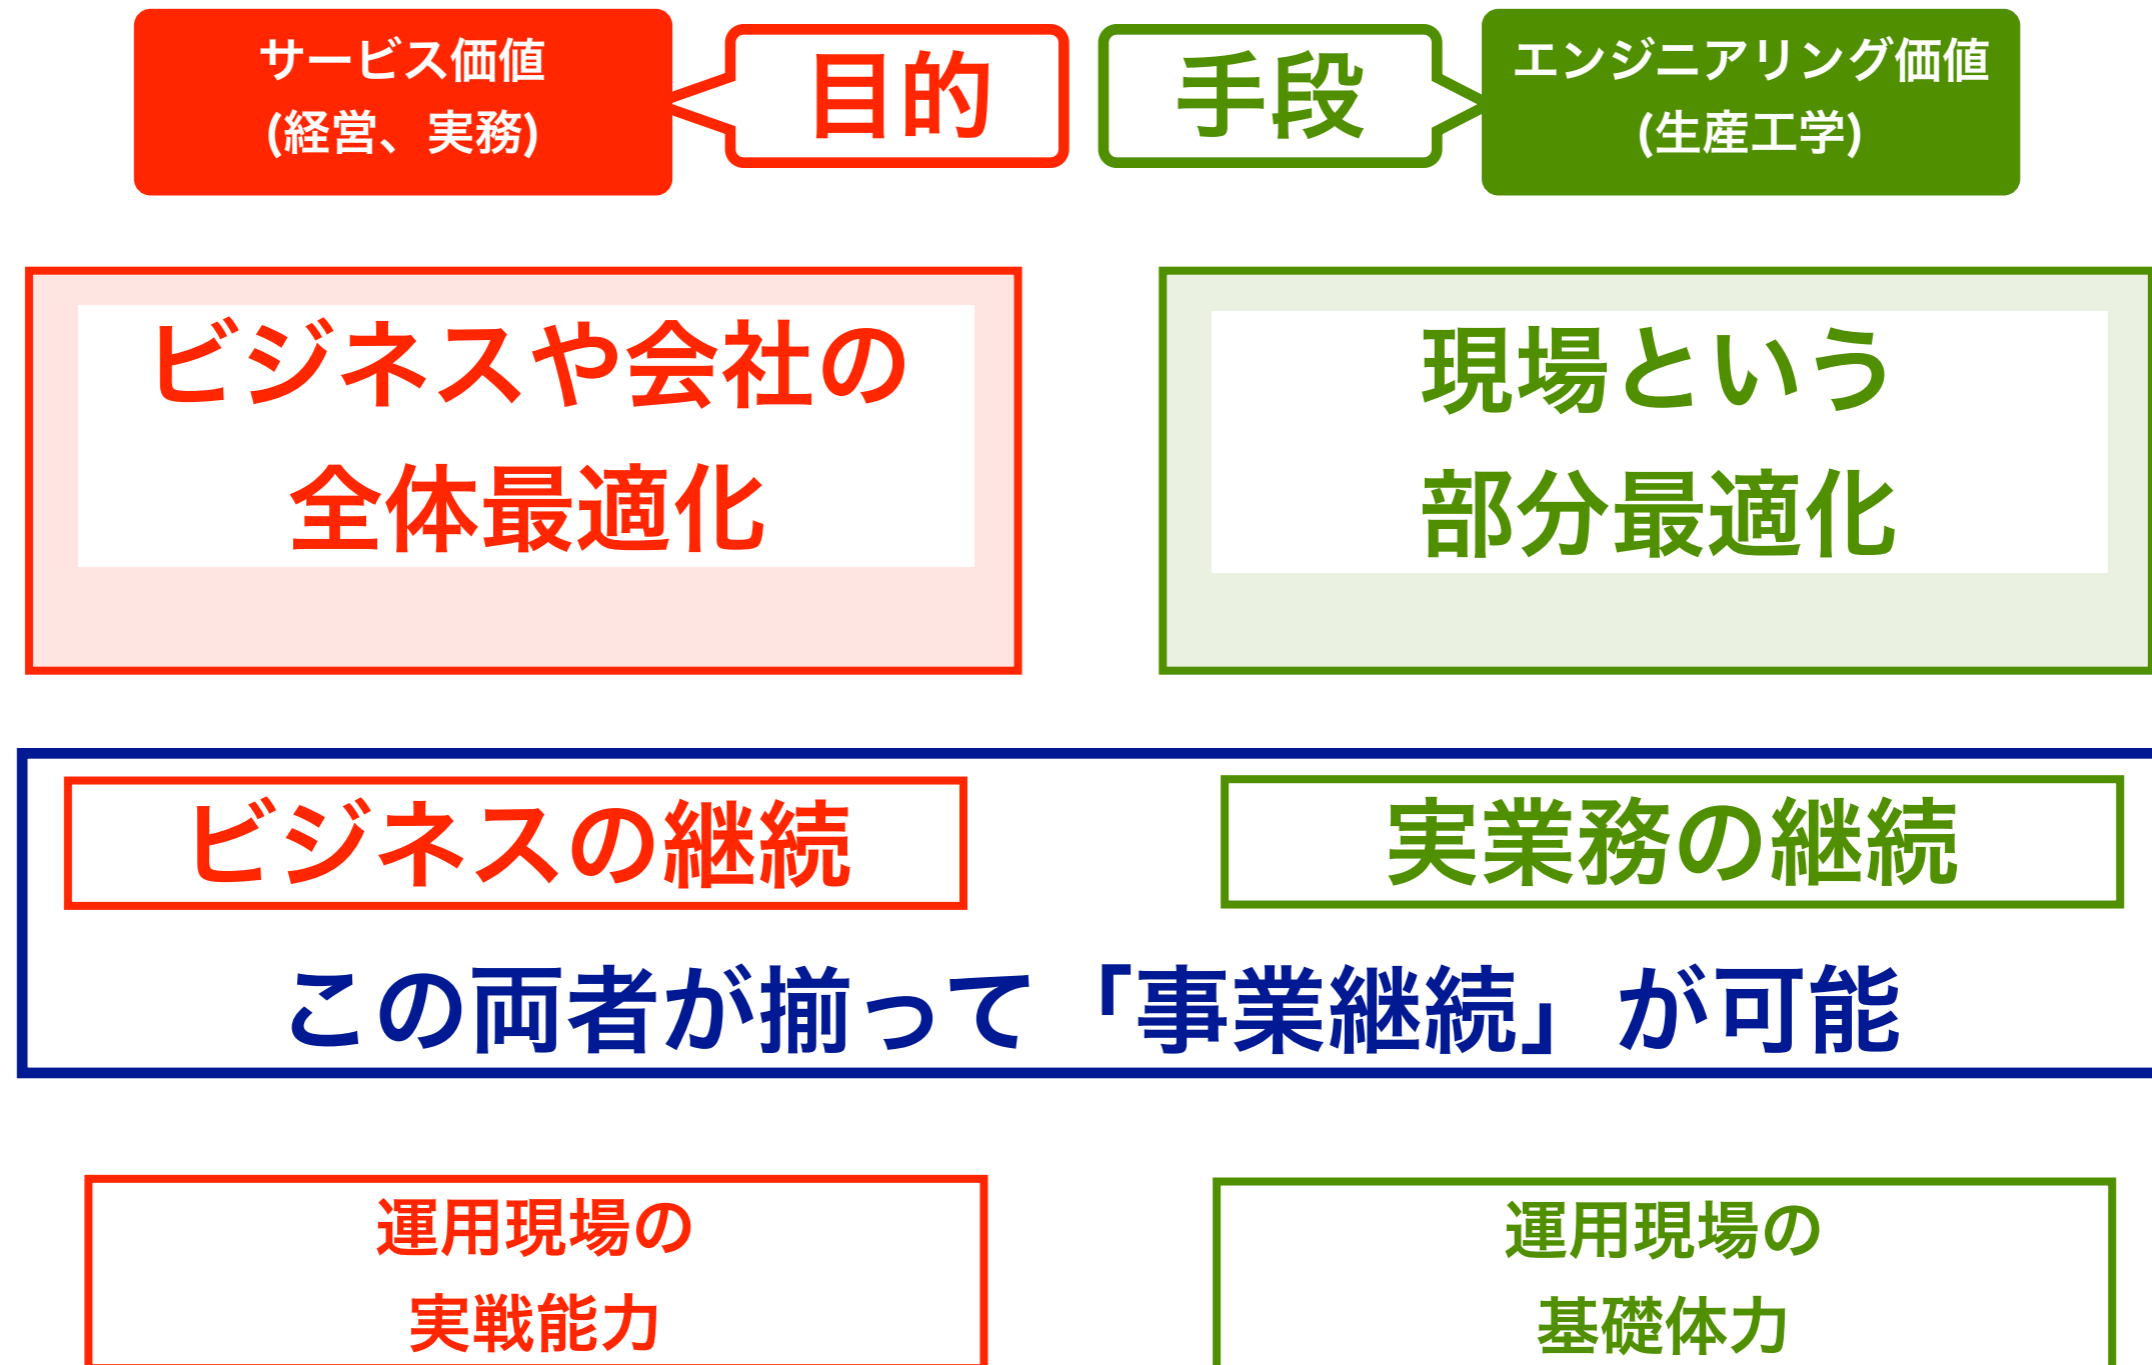 サービス価値
(経営、実務)
目的
手段
エンジニアリング価値
(生産工学)
ビジネスや会社の
全体最適化
現場という
部分最適化
ビジネスの継続
実業務の継続
この両者が揃って「事業継続」が可能
運用現場の
実戦能力
運用現場の
基礎体力